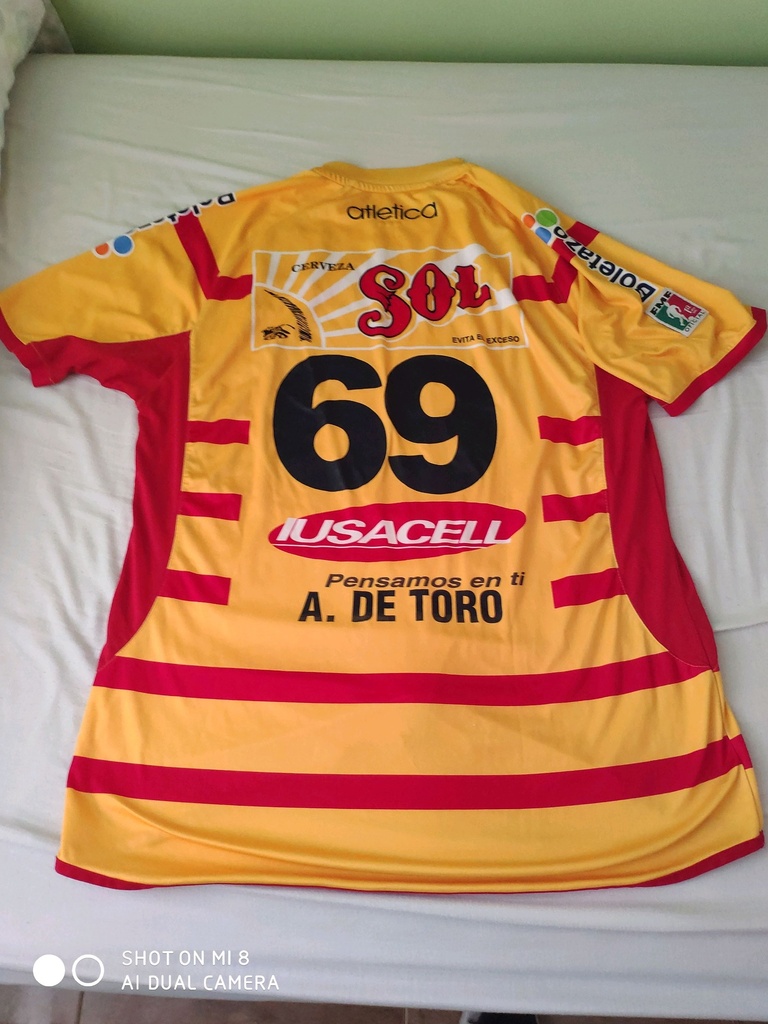 Boletazo
atletica
Boletazo
CERVEZA
SOL
EVITA EL EXCESO
69
IUSACELL
Pensamos en ti
A. DE TORO
SHOT ON MI 8
AI DUAL CAMERA